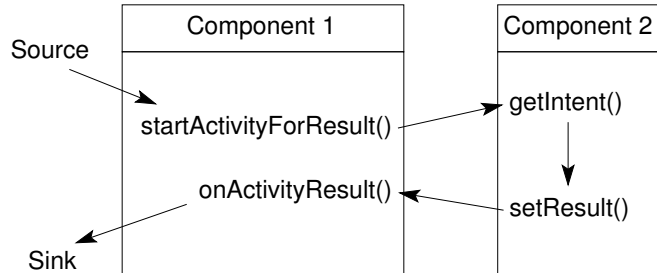 Component 1
Component 2
Source
startActivityForResult()
getIntent()
onActivityResult()
setResult()
Sink